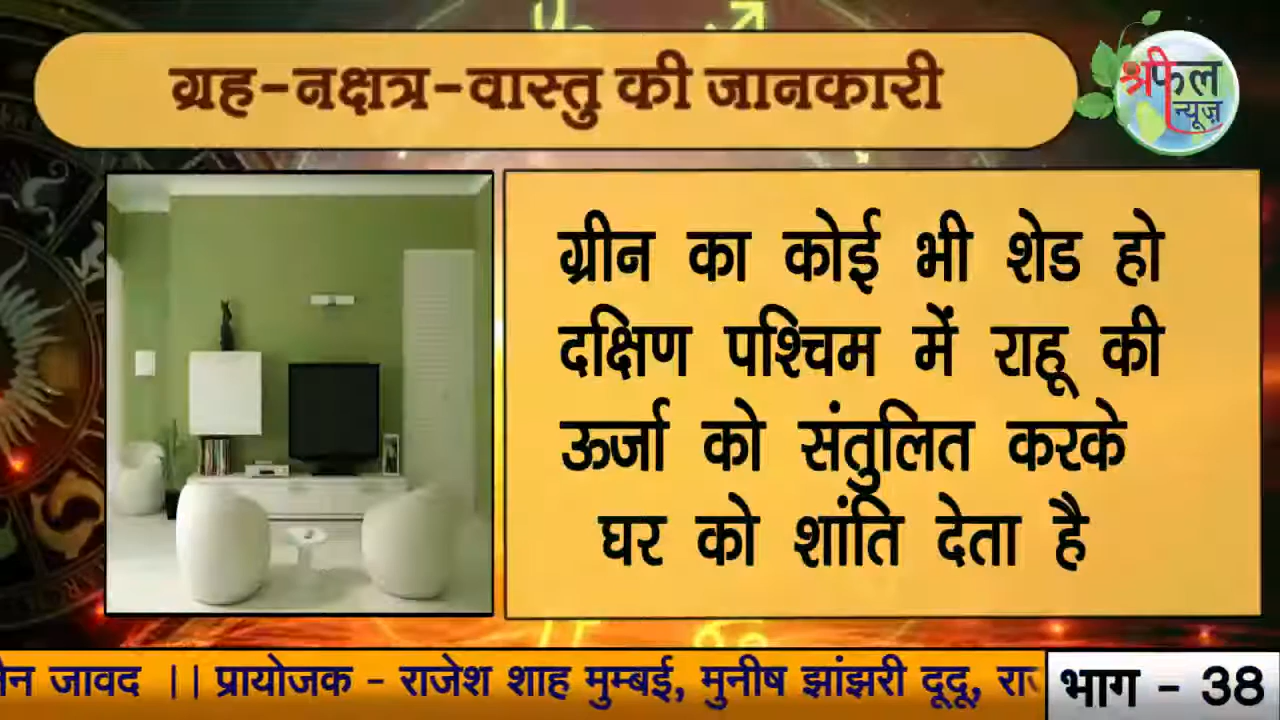 ग्रह-नक्षत्र-वास्तु की जानकारी
श्रीफल
न्यूज़
ग्रीन का कोई भी शेड हो
दक्षिण पश्चिम में राहू की
ऊर्जा को संतुलित करके
घर को शांति देता है
जावद || प्रायोजक - राजेश शाह मुम्बई, मुनीष झांझरी दूदू,
भाग - 38